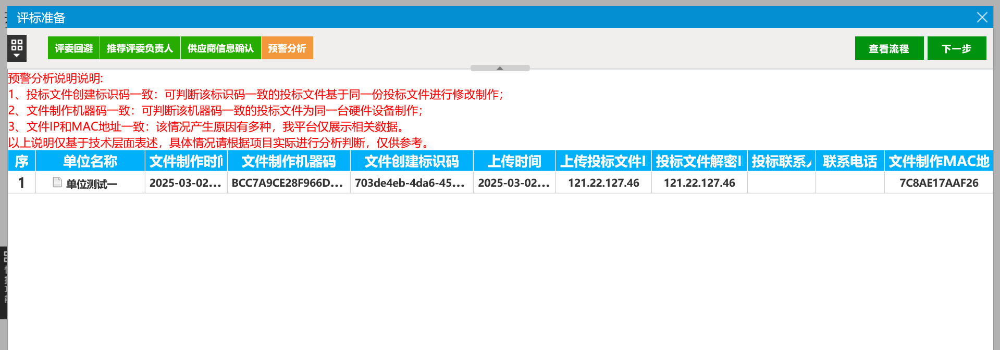 评标准备
评委回避 推荐评委负责人 供应商信息确认 预警分析 查看流程 下一步
预警分析说明说明:
1、投标文件创建标识码一致：可判断该标识码一致的投标文件基于同一份投标文件进行修改制作；
2、文件制作机器码一致：可判断该机器码一致的投标文件为同一台硬件设备制作；
3、文件IP和MAC地址一致：该情况产生原因有多种，我平台仅展示相关数据。
以上说明仅基于技术层面表述，具体情况请根据项目实际进行分析判断，仅供参考。
序 单位名称 文件制作时间 文件制作机器码 文件创建标识码 上传时间 上传投标文件I 投标文件解密I 投标联系人 联系电话 文件制作MAC地
1 单位测试一 2025-03-02... BCC7A9CE28F966D... 703de4eb-4da6-45... 2025-03-02... 121.22.127.46 121.22.127.46 7C8AE17AAF26